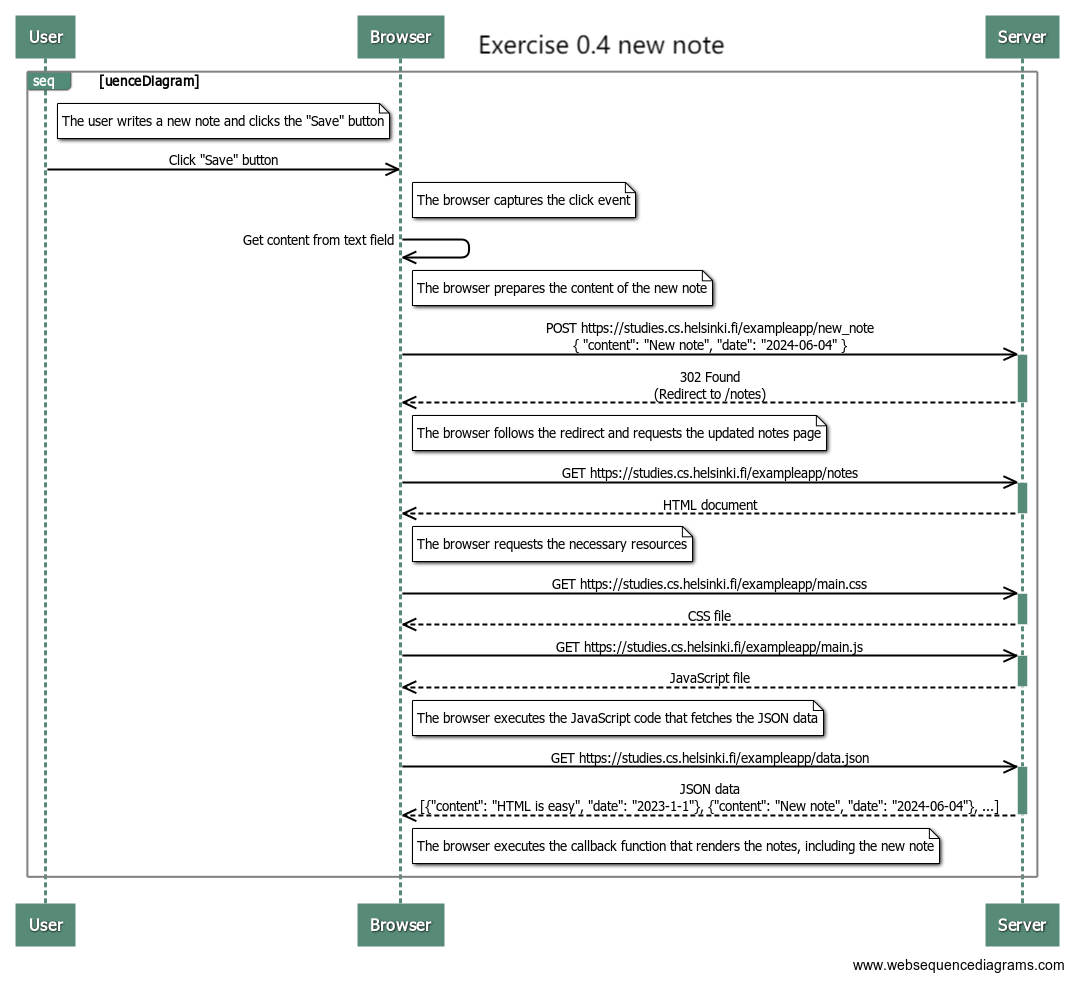 User
Browser
Exercise 0.4 new note
Server
seq
[uenceDiagram]
The user writes a new note and clicks the "Save" button
Click "Save" button
The browser captures the click event
Get content from text field
The browser prepares the content of the new note
POST https://studies.cs.helsinki.fi/exampleapp/new_note
{ "content": "New note", "date": "2024-06-04" }
302 Found
(Redirect to /notes)
The browser follows the redirect and requests the updated notes page
GET https://studies.cs.helsinki.fi/exampleapp/notes
HTML document
The browser requests the necessary resources
GET https://studies.cs.helsinki.fi/exampleapp/main.css
CSS file
GET https://studies.cs.helsinki.fi/exampleapp/main.js
JavaScript file
The browser executes the JavaScript code that fetches the JSON data
GET https://studies.cs.helsinki.fi/exampleapp/data.json
JSON data
[{"content": "HTML is easy", "date": "2023-1-1"}, {"content": "New note", "date": "2024-06-04"}, ...]
The browser executes the callback function that renders the notes, including the new note
User
Browser
Server
www.websequencediagrams.com